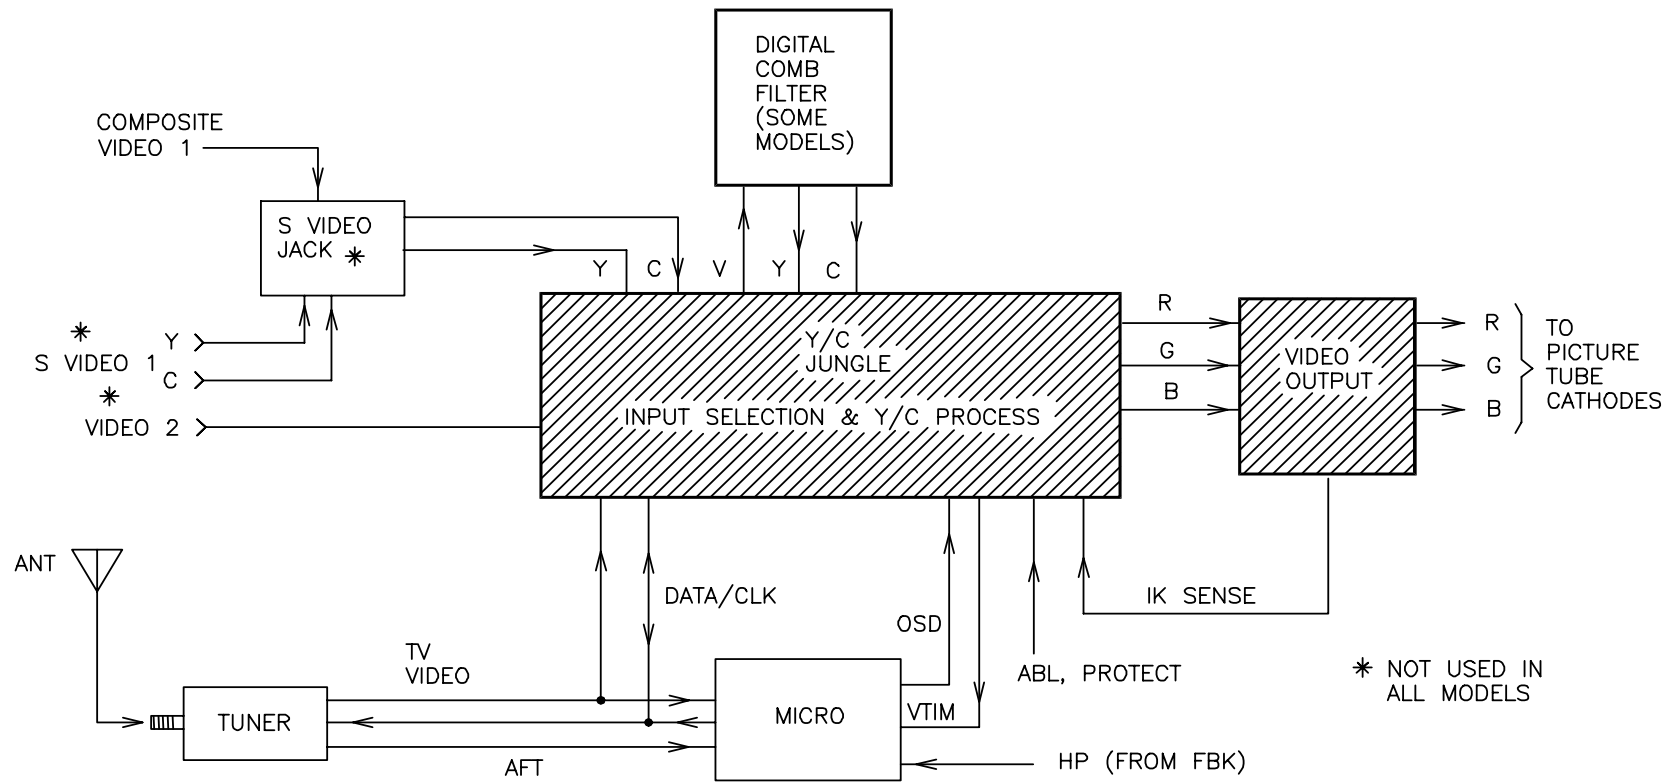 DIGITAL
COMB
FILTER
(SOME
MODELS)
COMPOSITE
VIDEO 1
S VIDEO
JACK *
Y C V Y C
* 
S VIDEO 1
Y
C
*
VIDEO 2
Y/C
JUNGLE
INPUT SELECTION & Y/C PROCESS
R
G
B
VIDEO
OUTPUT
R
G
B
TO
PICTURE
TUBE
CATHODES
ANT
TV
VIDEO
DATA/CLK
OSD
IK SENSE
ABL, PROTECT
* NOT USED IN
ALL MODELS
TUNER
MICRO
VTIM
AFT
HP (FROM FBK)